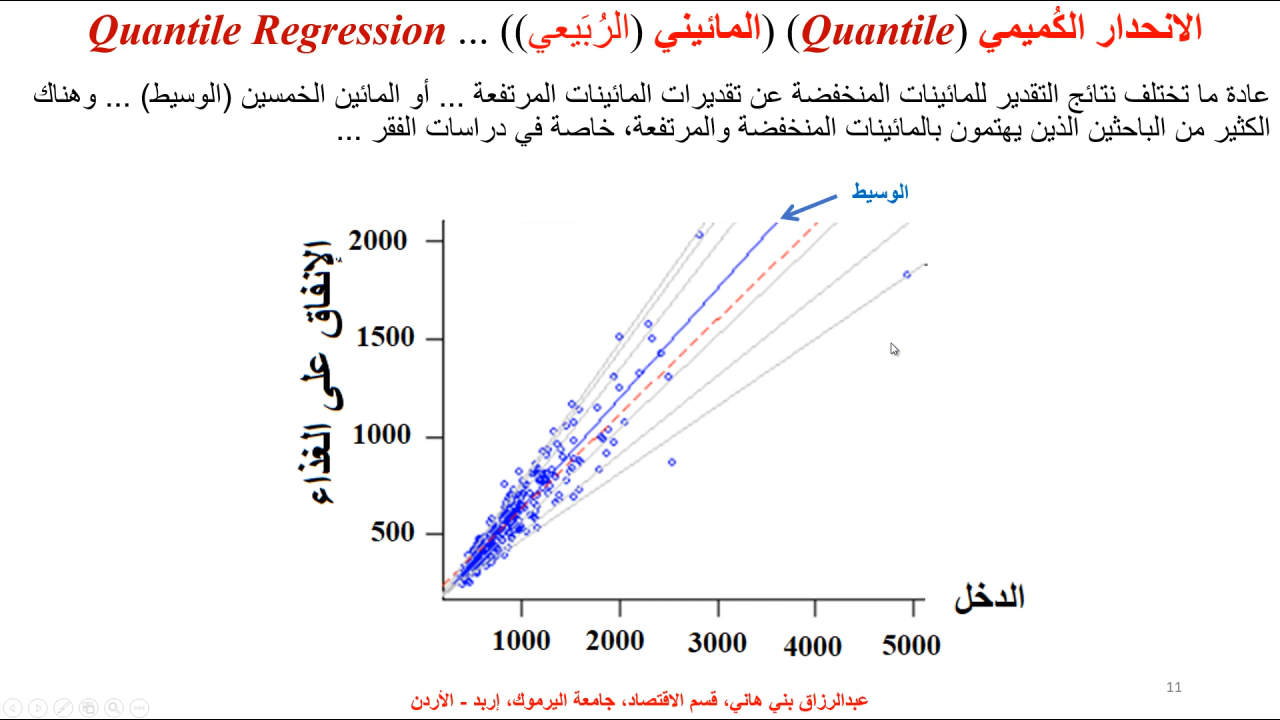 الانحدار الكُميمي (Quantile) (المائيني (الرُبَيعي)) ... Quantile Regression
عادة ما تختلف نتائج التقدير للمائينات المنخفضة عن تقديرات المائينات المرتفعة ... أو المائين الخمسين (الوسيط) ... وهناك
الكثير من الباحثين الذين يهتمون بالمائينات المنخفضة والمرتفعة، خاصة في دراسات الفقر ...
الوسيط
الإنفاق على الغذاء
2000
1500
1000
500
الدخل
1000 2000 3000 4000 5000
عبدالرزاق بني هاني، قسم الاقتصاد، جامعة اليرموك، إربد - الأردن
11